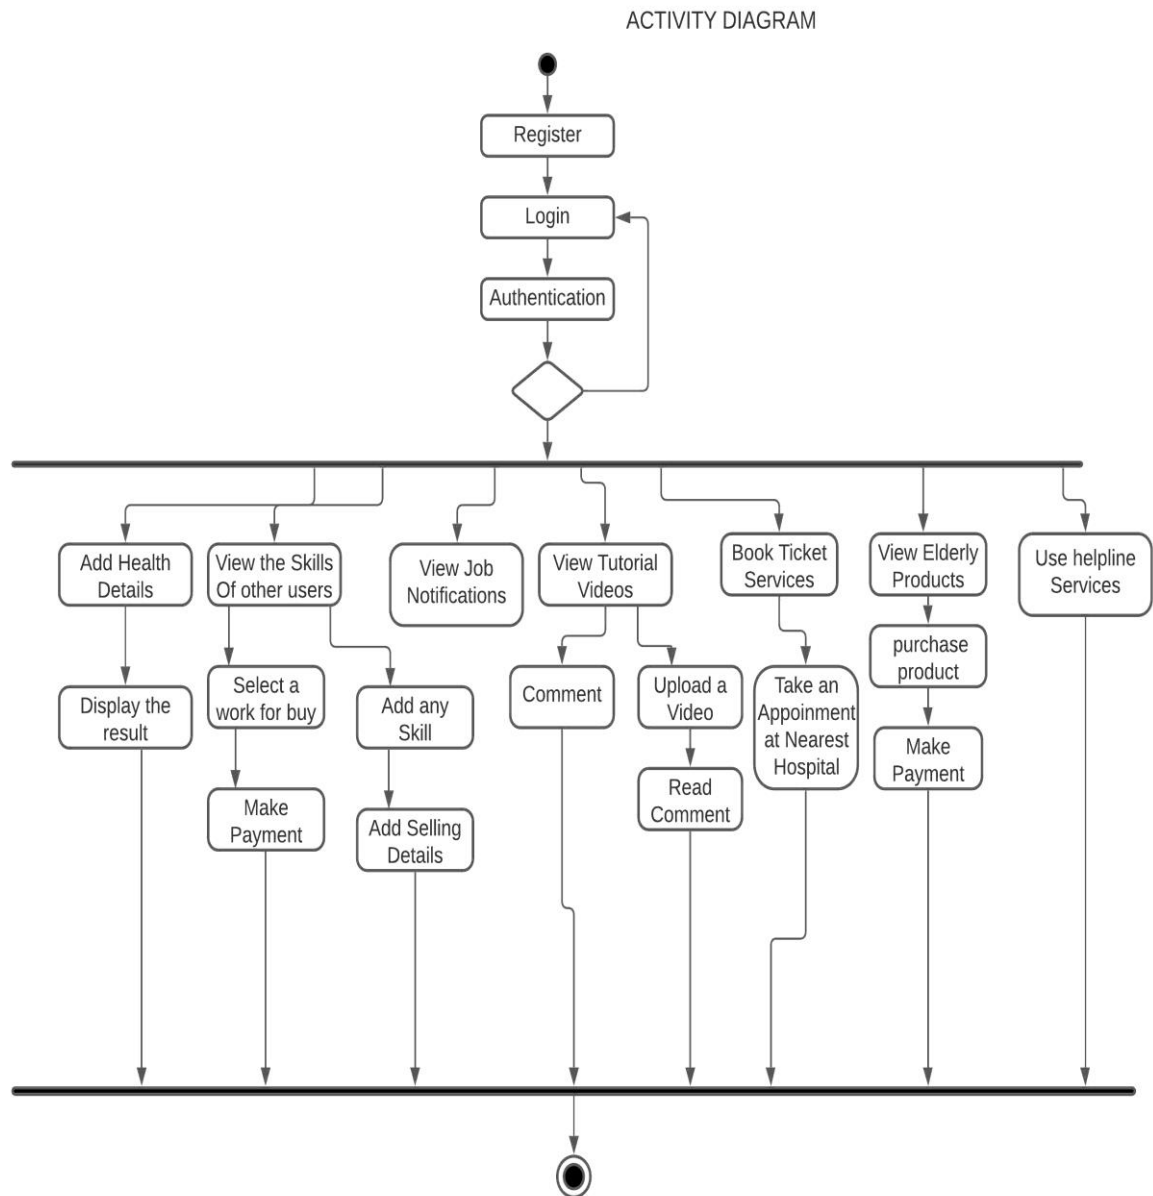 ACTIVITY DIAGRAM
Register
Login
Authentication
Add Health
Details
View the Skills
Of other users
View Job
Notifications
View Tutorial
Videos
Book Ticket
Services
View Elderly
Products
Use helpline
Services
Display the
result
Select a
work for buy
Add any
Skill
Comment
Upload a
Video
Take an
Appoinment
at Nearest
Hospital
purchase
product
Make
Payment
Add Selling
Details
Read
Comment
Make
Payment